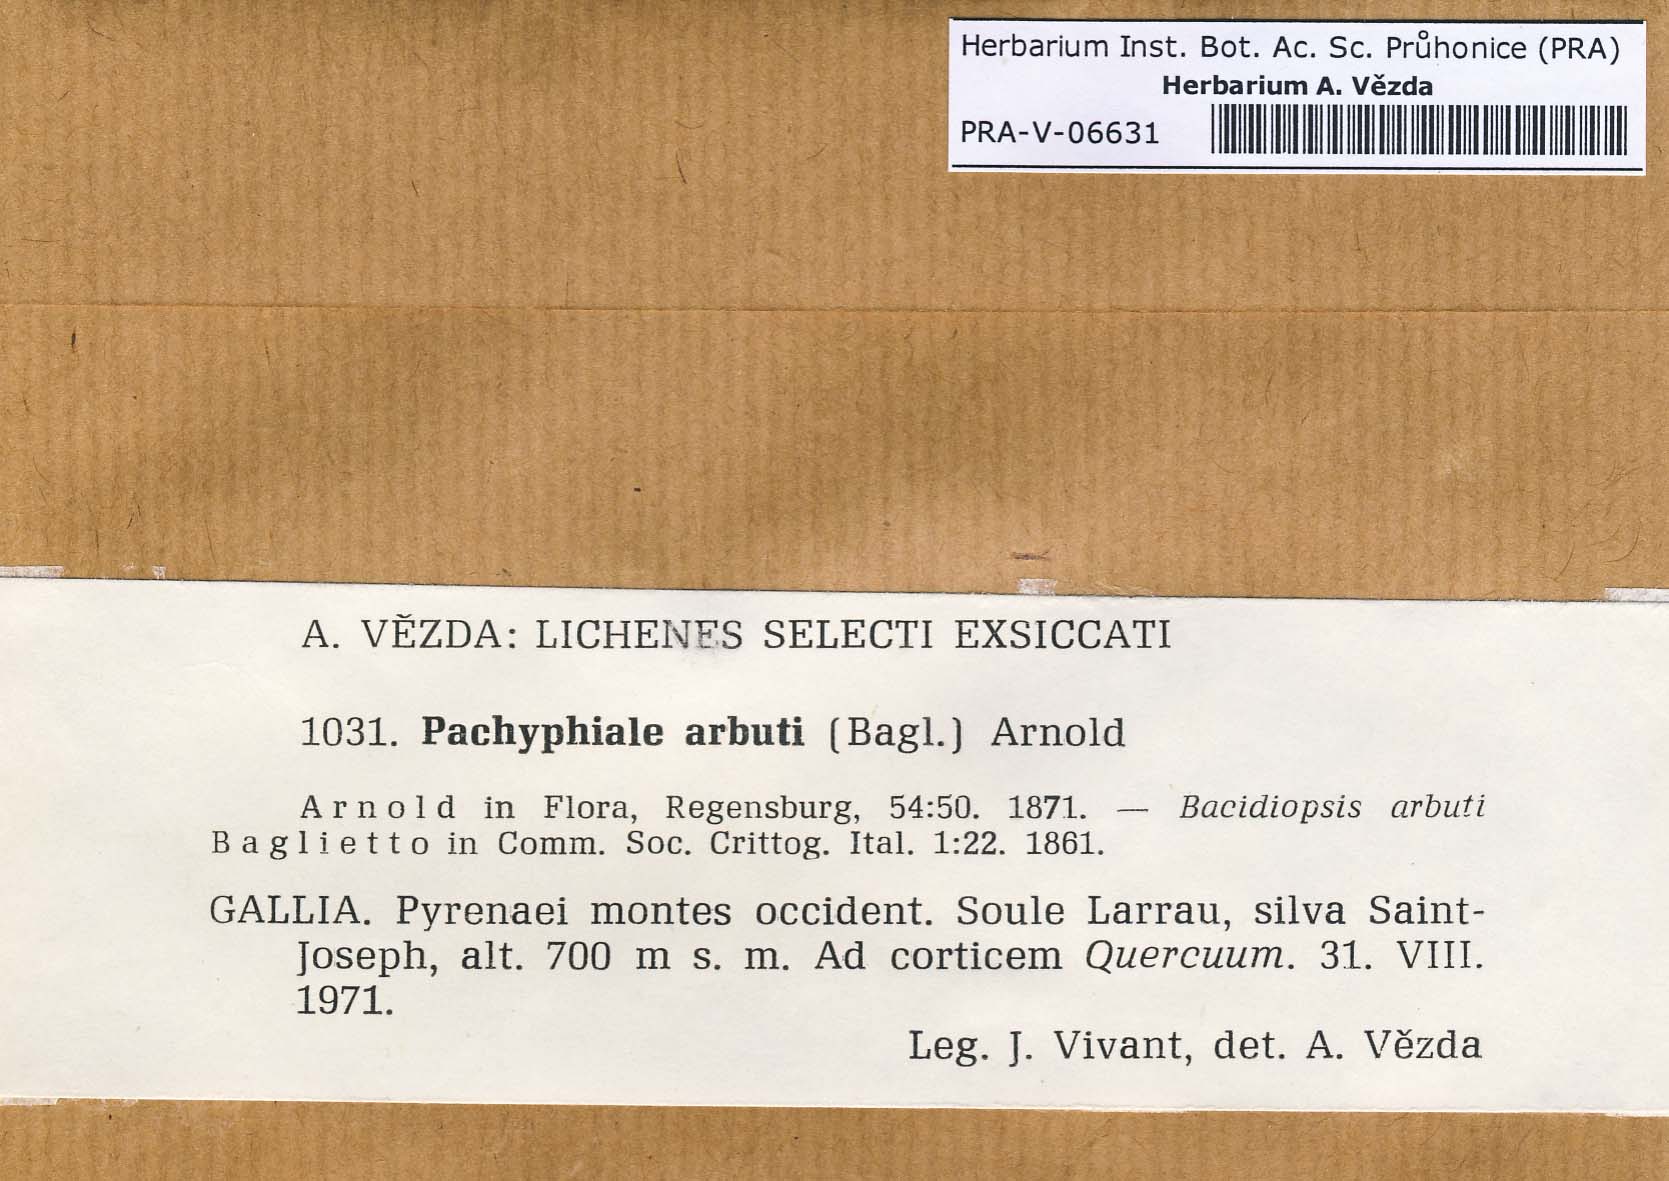 Herbarium Inst. Bot. Ac. Sc. Průhonice (PRA)
Herbarium A. Vězda
PRA-V-06631
A. VĚZDA: LICHENES SELECTI EXSICCATI
1031. Pachyphiale arbuti (Bagl.) Arnold
Arnold in Flora, Regensburg, 54:50. 1871. — Bacidiopsis arbuti
Baglietto in Comm. Soc. Crittog. Ital. 1:22. 1861.
GALLIA. Pyrenaei montes occident. Soule Larrau, silva Saint-
Joseph, alt. 700 m s. m. Ad corticem Quercuum. 31. VIII.
1971.
Leg. J. Vivant, det. A. Vězda